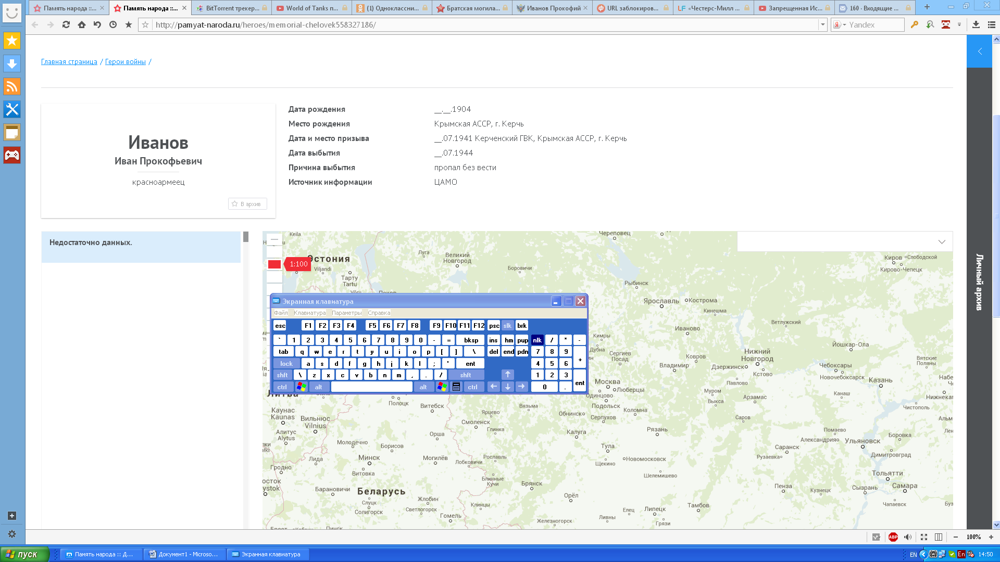 Память народа ::...
Память народа ::...
BitTorrent трекер...
World of Tanks п...
(1) Одноклассни...
Братская могила...
Иванов Прокофий
URL заблокиров...
«Честерс-Милл ...
Запрещенная Ис...
160 · Входящие ...
http://pamyat-naroda.ru/heroes/memorial-chelovek558327186/
Yandex
Главная страница / Герои войны /
Иванов
Иван Прокофьевич
красноармеец
В архив
Дата рождения __.__.1904
Место рождения Крымская АССР, г. Керчь
Дата и место призыва __.07.1941 Керченский ГВК, Крымская АССР, г. Керчь
Дата выбытия __.07.1944
Причина выбытия пропал без вести
Источник информации ЦАМО
Недостаточно данных.
Личный архив
1:100
Keila
Эстония
Viljandi
Тарту
Tartu
Луга
Великий
Новгород
Боровичи
Череповец
Рыбинск
Ярославль
Кострома
Кинешма
Иваново
Киров
Слободской
Кирово-Чепецк
Ветлужский
Йошкар-Ола
Вятские
Поляны
Кимры
Дубна
Сергиев
Посад
Владимир
Ковров
Нижний
Новгород
Дзержинск
Кстово
Чебоксары
Новочебоксарск
Казань
Экранная клавиатура
Файл Клавиатура Параметры Справка
esc F1 F2 F3 F4 F5 F6 F7 F8 F9 F10 F11 F12 psc slk brk
` 1 2 3 4 5 6 7 8 9 0 - = bksp ins hm pup nlk / * -
tab q w e r t y u i o p [ ] \ del end pdn 7 8 9 +
lock a s d f g h j k l ; ' ent 4 5 6
shft \ z x c v b n m , . / shft 1 2 3 ent
ctrl alt alt ctrl 0 .
Литва
Москва
Люберцы
Одинцово
Подольск
Павлово
Муром
Выкса
Арзамас
Канаш
Чистополь
Полоцк
Витебск
Вязьма
Обнинск
Серпухов
Коломна
Саров
Каунас
Kaunas
Вильнюс
Vilnius
Ярцево
Смоленск
Глинка
Калуга
Рязань
Помаево
Александрия
Ульяновск
Боровка
Алитус
Alytus
Орша
Молодечно
Борисов
Тула
Саранск
Рузаевка
Димитровград
Лида
Минск
Могилёв
Рославль
Лобковичи
Щекино
Новомосковск
Гродно
Витовка
Шелемишево
Тольятти
Блинные
Кучи
Брянск
Пенза
Кузнецк
Сызрань
Самара
Барановичи
Беларусь
Орёл
Слуцк
Солигорск
Жлобин
Светлогорск
Клинцы
Елец
Липецк
Тамбов
Чапаевск
Гомель
Железногорск
Ливны
Грязи
Пинск
100%
пуск
Память народа :: Д...
Документ1 - Microso...
Экранная клавиатура
EN
En
14:50